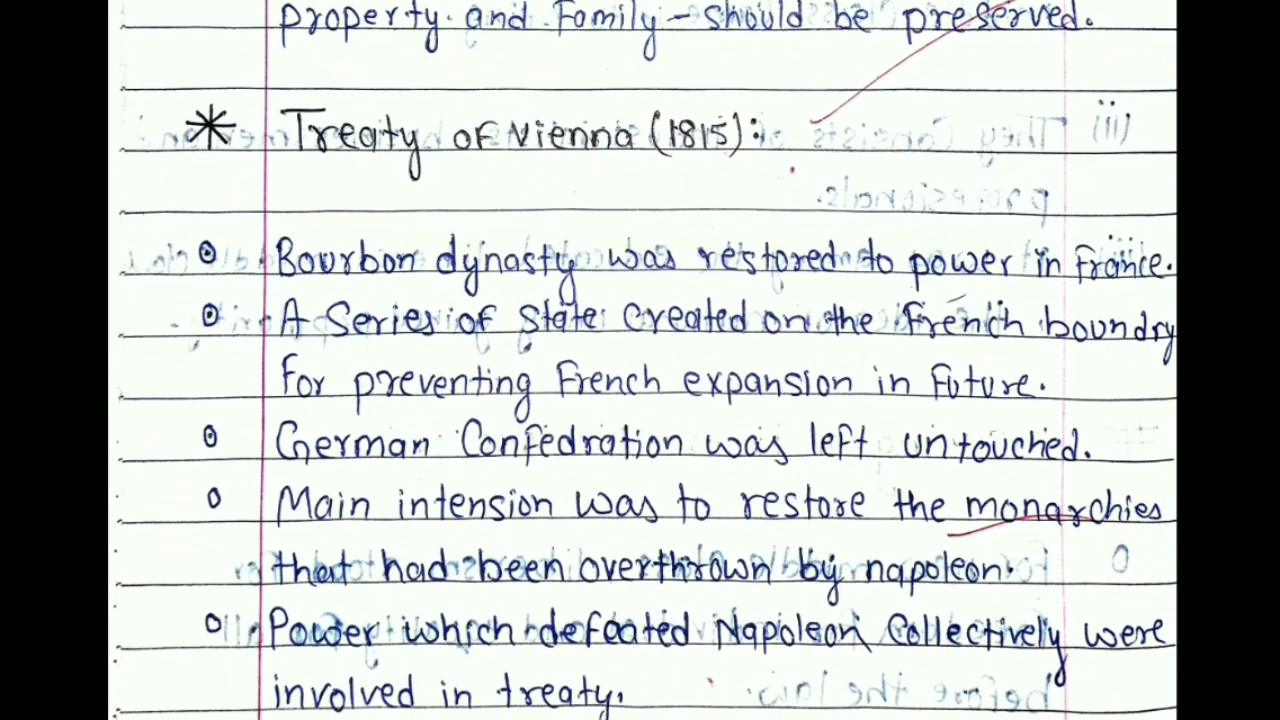 property. and Family - should be preserved.
* Treaty of Vienna (1815):
Bourbon dynasty was restored to power in France.
A Series of State created on the French boundry
for preventing French expansion in Future.
German Confedration was left untouched.
Main intension was to restore the monarchies
that had been overthrown by napoleon.
Power which defeated Napoleon Collectively were
involved in treaty.